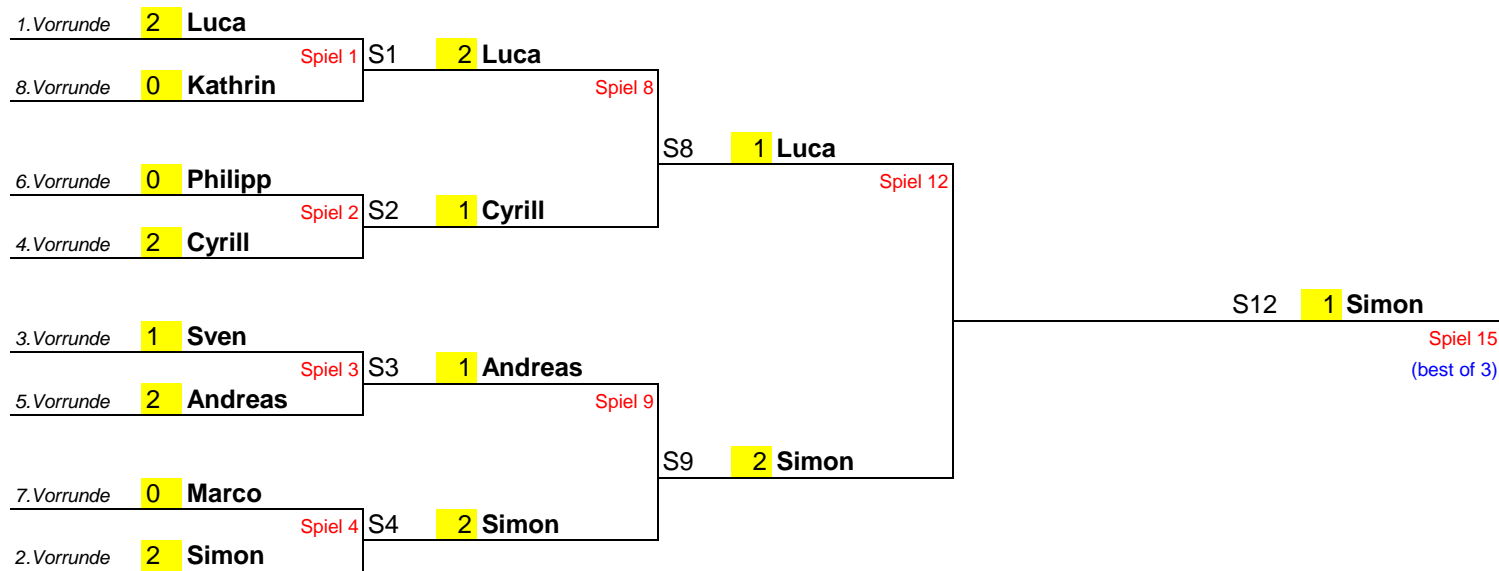 1.Vorrunde 2 Luca
Spiel 1 S1 2 Luca
8.Vorrunde 0 Kathrin Spiel 8
S8 1 Luca
6.Vorrunde 0 Philipp Spiel 12
Spiel 2 S2 1 Cyrill
4.Vorrunde 2 Cyrill
S12 1 Simon
3.Vorrunde 1 Sven Spiel 15
Spiel 3 S3 1 Andreas (best of 3)
5.Vorrunde 2 Andreas Spiel 9
S9 2 Simon
7.Vorrunde 0 Marco
Spiel 4 S4 2 Simon
2.Vorrunde 2 Simon